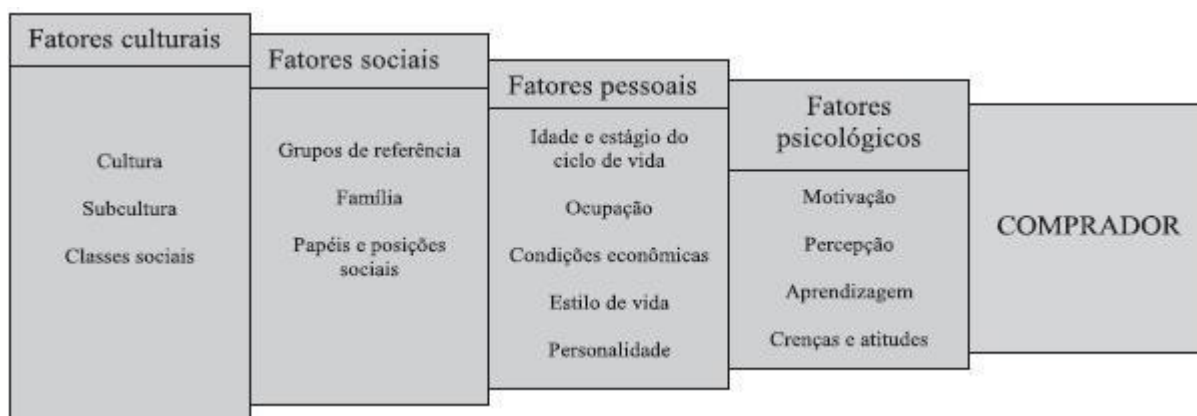 Fatores culturais
Cultura
Subcultura
Classes sociais
Fatores sociais
Grupos de referência
Família
Papéis e posições
sociais
Fatores pessoais
Idade e estágio do
ciclo de vida
Ocupação
Condições econômicas
Estilo de vida
Personalidade
Fatores
psicológicos
Motivação
Percepção
Aprendizagem
Crenças e atitudes
COMPRADOR